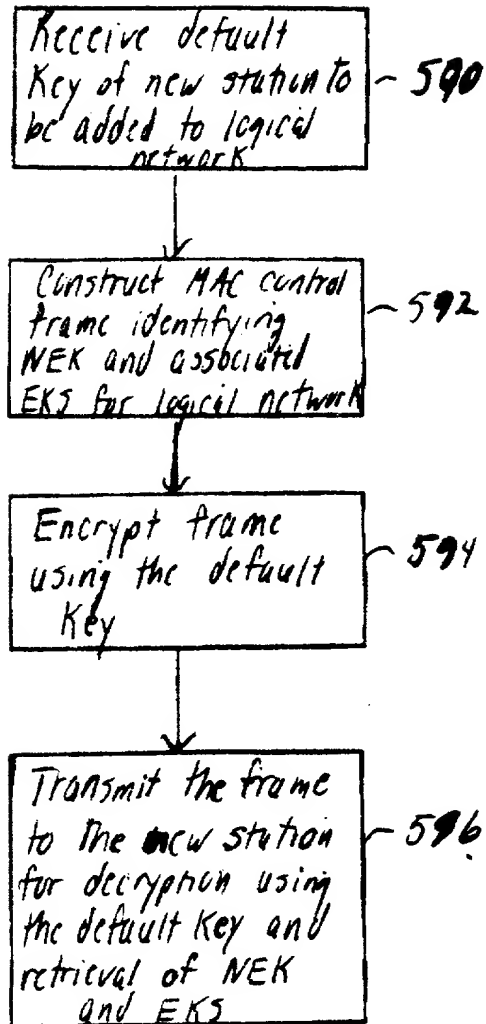 Receive default
Key of new station to
be added to logical
network
590
Construct MAC control
frame identifying
NEK and associated
EKS for logical network
592
Encrypt frame
using the default
Key
594
Transmit the frame
to the new station
for decryption using
the default Key and
retrieval of NEK
and EKS
596